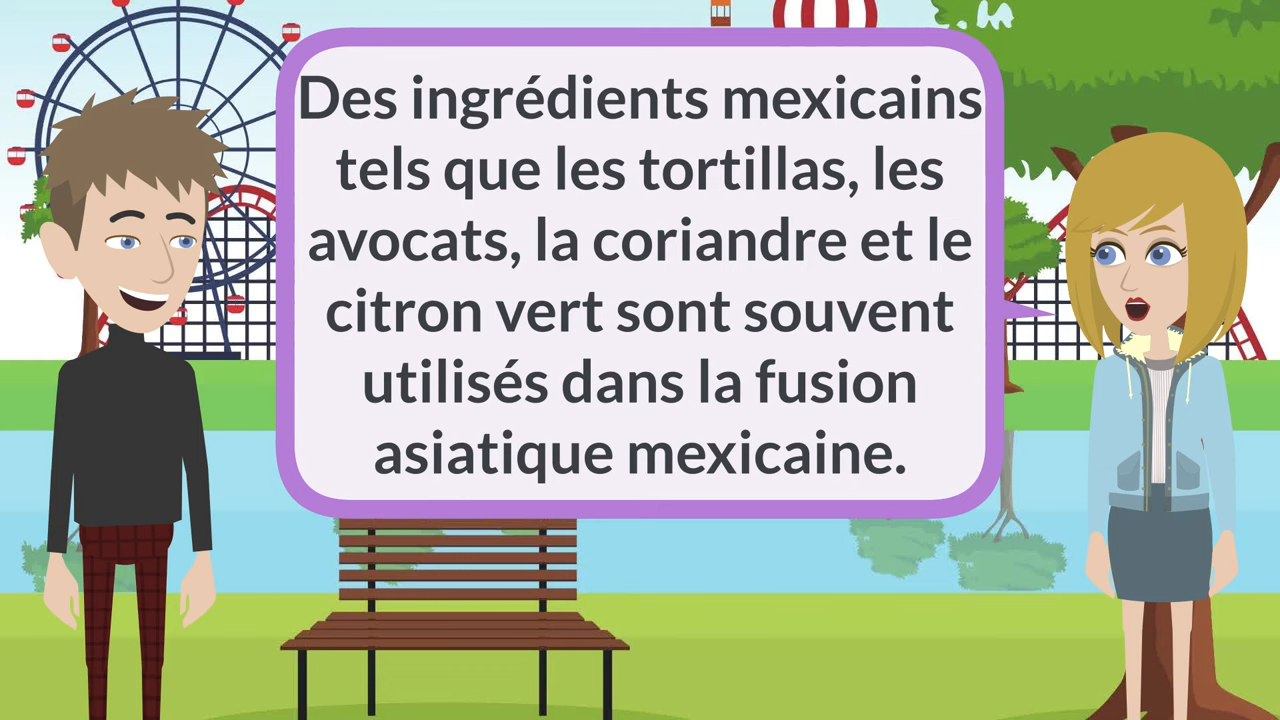 Des ingrédients mexicains
tels que les tortillas, les
avocats, la coriandre et le
citron vert sont souvent
utilisés dans la fusion
asiatique mexicaine.